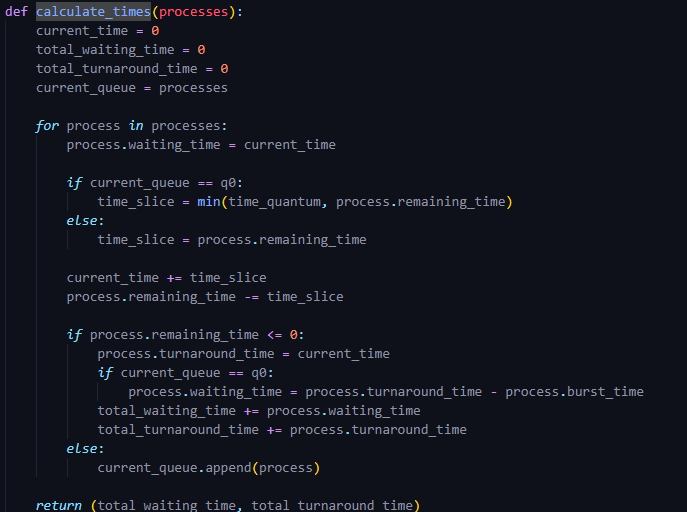 def calculate_times(processes):
    current_time = 0
    total_waiting_time = 0
    total_turnaround_time = 0
    current_queue = processes

    for process in processes:
        process.waiting_time = current_time

        if current_queue == q0:
            time_slice = min(time_quantum, process.remaining_time)
        else:
            time_slice = process.remaining_time

        current_time += time_slice
        process.remaining_time -= time_slice

        if process.remaining_time <= 0:
            process.turnaround_time = current_time
            if current_queue == q0:
                process.waiting_time = process.turnaround_time - process.burst_time
            total_waiting_time += process.waiting_time
            total_turnaround_time += process.turnaround_time
        else:
            current_queue.append(process)

    return (total_waiting_time, total_turnaround_time)